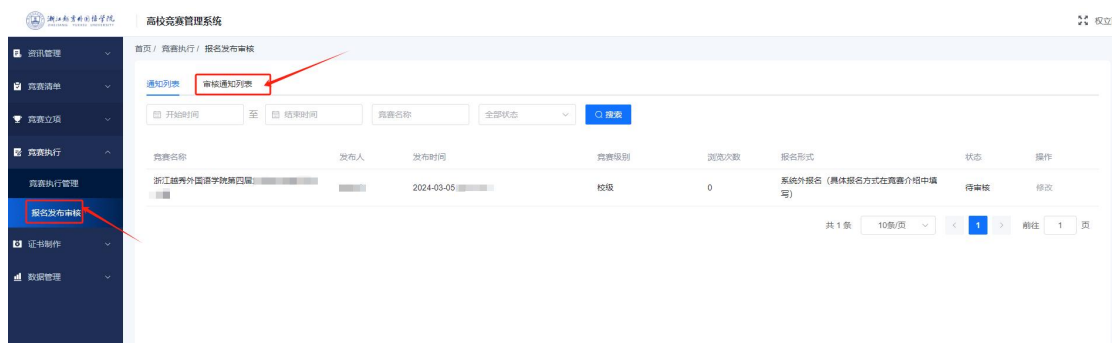 浙江越秀外国语学院
高校竞赛管理系统
权立
资讯管理
首页 / 竞赛执行 / 报名发布审核
竞赛清单
通知列表 审核通知列表
竞赛立项
开始时间 至 结束时间 竞赛名称 全部状态 搜索
竞赛执行
竞赛名称 发布人 发布时间 竞赛级别 浏览次数 报名形式 状态 操作
竞赛执行管理
浙江越秀外国语学院第四届
2024-03-05 校级 0 系统外报名（具体报名方式在竞赛介绍中填
写） 待审核 修改
报名发布审核
共 1 条 10条/页 < 1 > 前往 1 页
证书制作
数据管理